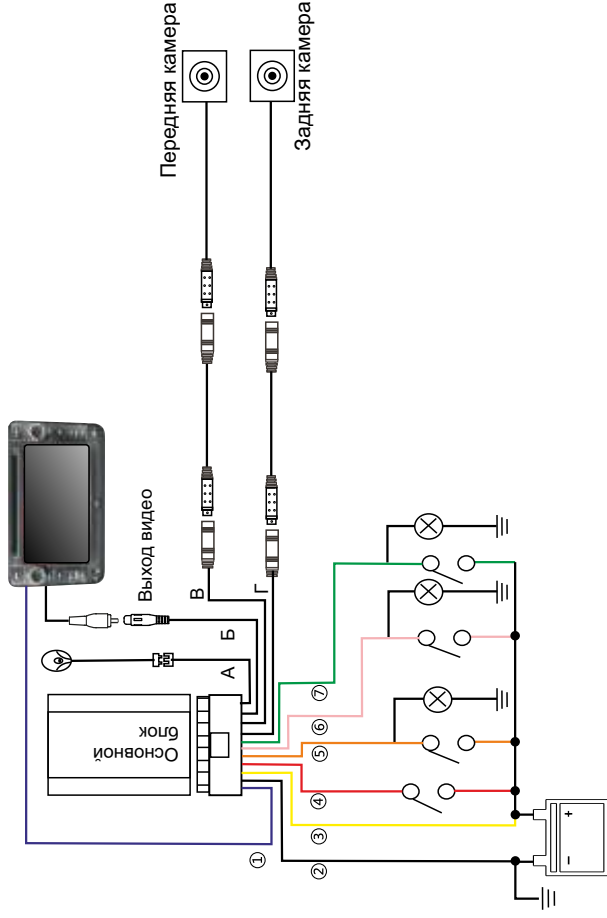 Передняя камера
Задняя камера
Выход видео
В
Г
Б
А
Основной
блок
①
②
③
④
⑤
⑥
⑦
−
+